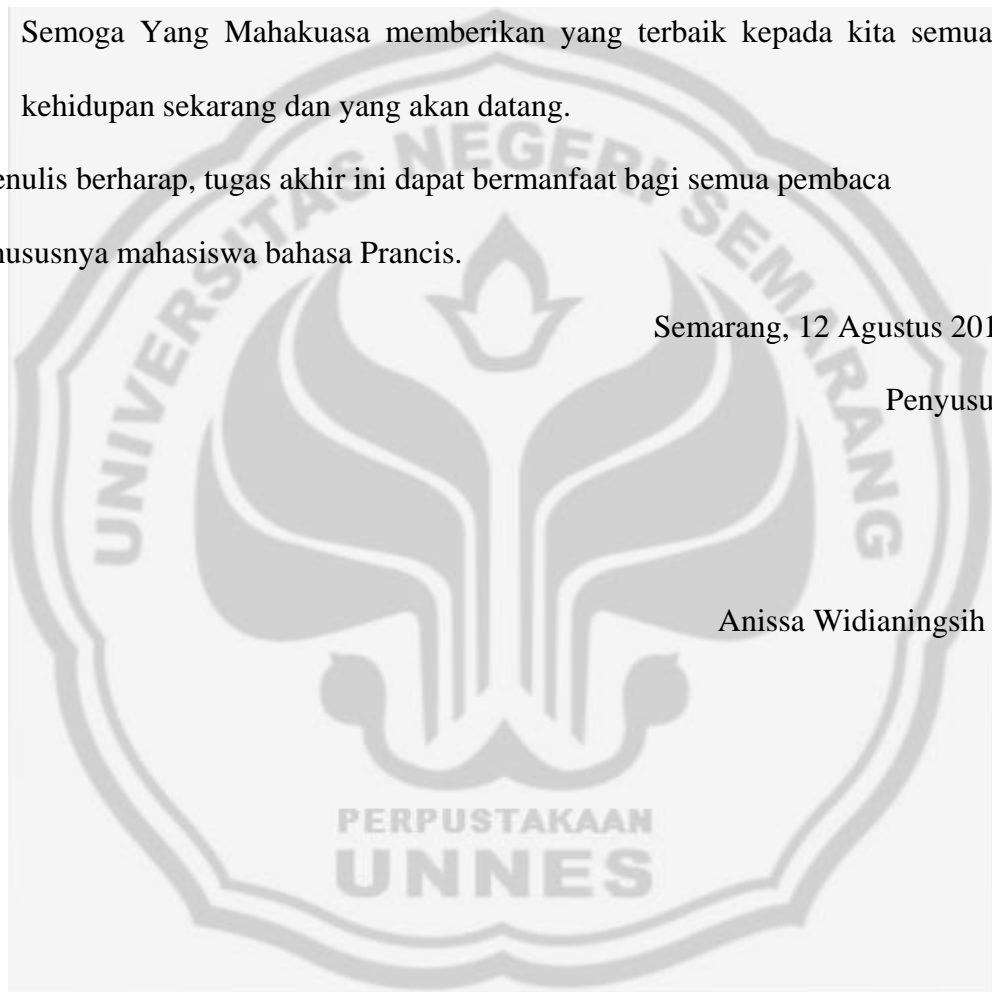 Semoga Yang Mahakuasa memberikan yang terbaik kepada kita semua
kehidupan sekarang dan yang akan datang.
enulis berharap, tugas akhir ini dapat bermanfaat bagi semua pembaca
hususnya mahasiswa bahasa Prancis.
Semarang, 12 Agustus 201
Penyusu
Anissa Widianingsih
UNIVERSITAS NEGERI SEMARANG
PERPUSTAKAAN
UNNES